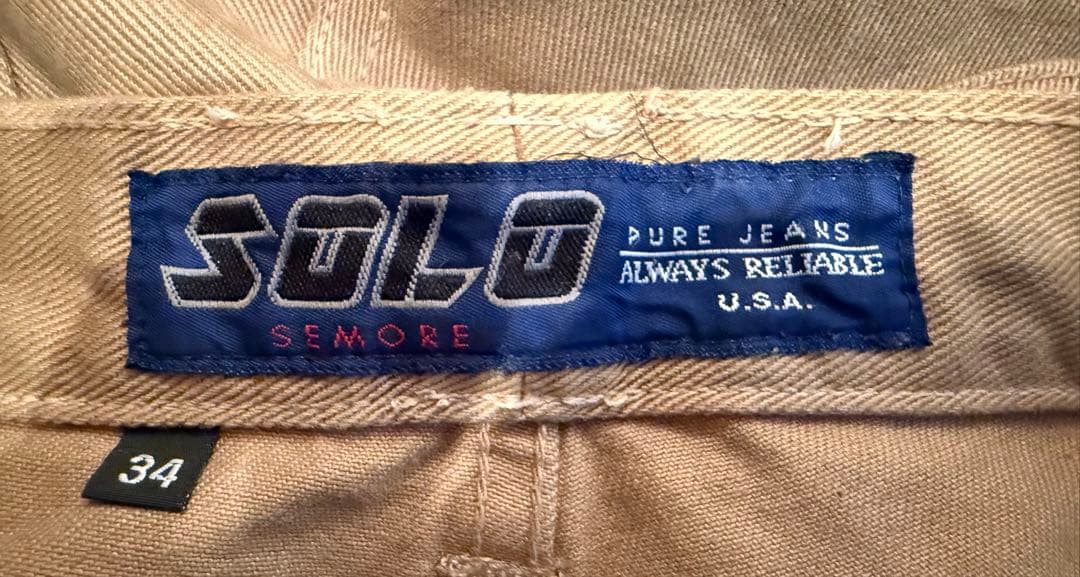 SOLO
SEMORE
PURE JEANS
ALWAYS RELIABLE
U.S.A.
34